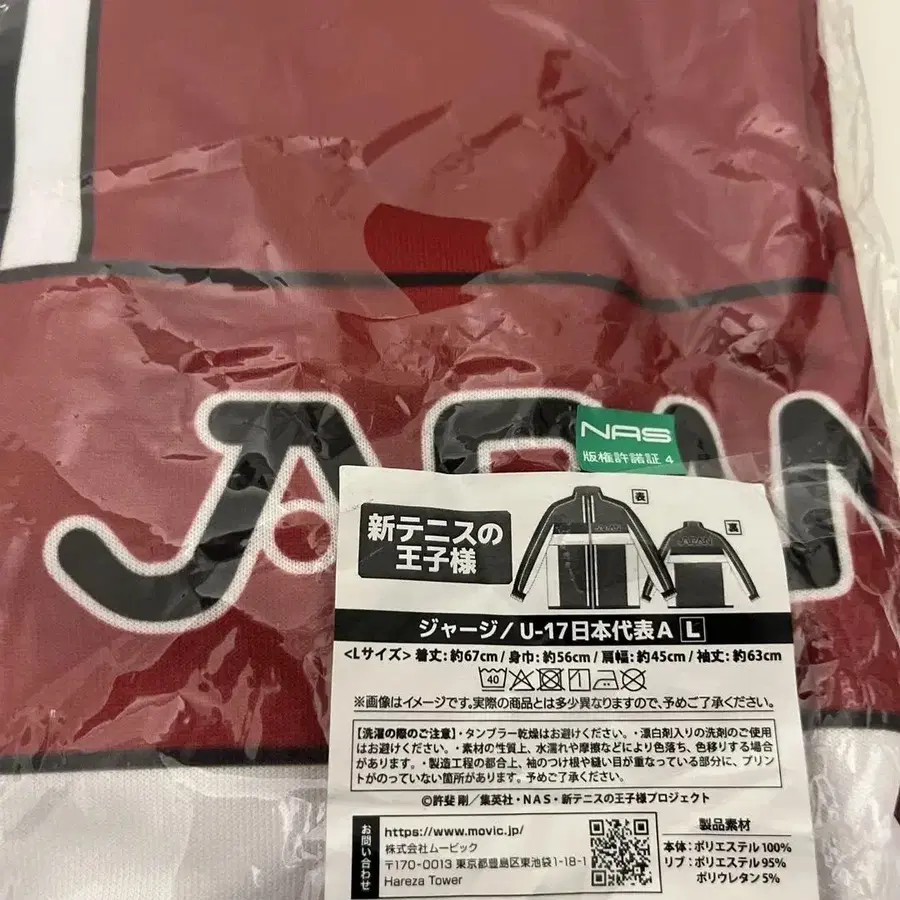 JAPAN
NAS
版権許諾証 4
新テニスの
王子様
表
裏
JAPAN
JAPAN
ジャージ/U-17日本代表A L
<Lサイズ>着丈:約67cm/身巾:約56cm/肩幅:約45cm/袖丈:約63cm
40
※画像はイメージです。実際の商品とは多少異なりますので、予めご了承ください。
【洗濯の際のご注意】・タンブラー乾燥はお避けください。・漂白剤入りの洗剤のご使用
はお避けください。・素材の性質上、水濡れや摩擦などにより色落ち、色移りする場合
があります。・製造工程の都合上、袖のつけ根や縫い目が重なっている部分に、プリン
トがのっていない箇所があります。予めご了承ください。
©許斐 剛/集英社・NAS・新テニスの王子様プロジェクト
お問い合わせ
https://www.movic.jp/
株式会社ムービック
〒170-0013 東京都豊島区東池袋1-18-1
Hareza Tower
製品素材
本体:ポリエステル100%
リブ:ポリエステル95%
ポリウレタン5%